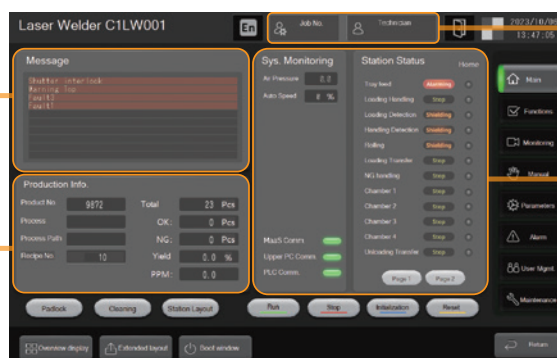 Laser Welder C1LW001
En
Job No.
Technician
2023/10/09
13:47:05
Message
Shutter interlock
Warning Top
Fault3
Fault1
Sys. Monitoring
Air Pressure 0.0
Auto Speed 0 %
MaaS Comm
Upper PC Comm.
PLC Comm.
Station Status
Home
Tray feed Alarming
Loading Handling Stop
Loading Detection Shielding
Handling Detection Shielding
Rolling Shielding
Loading Transfer Stop
NG handling Stop
Chamber 1 Stop
Chamber 2 Stop
Chamber 3 Stop
Chamber 4 Stop
Unloading Transfer Stop
Page 1
Page 2
Production Info.
Product No. 9872 Total 23 Pcs
Process OK: 0 Pcs
Process Path NG: 0 Pcs
Recipe No. 10 Yield 0.0 %
PPM: 0.0
Padlock
Cleaning
Station Layout
Run
Stop
Initialization
Reset
Main
Functions
Monitoring
Manual
Parameters
Alarm
User Mgmt
Maintenance
Overview display
Extended layout
Boot window
Return